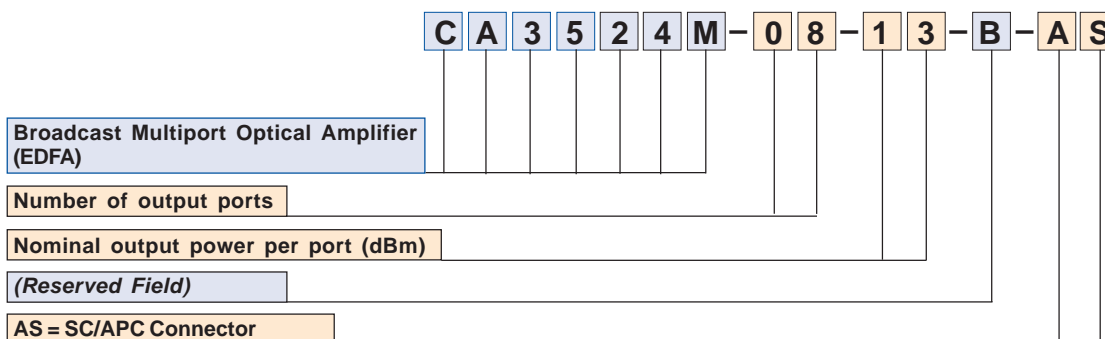 CA3524M-08-13-B-AS
Broadcast Multiport Optical Amplifier
(EDFA)
Number of output ports
Nominal output power per port (dBm)
(Reserved Field)
AS = SC/APC Connector